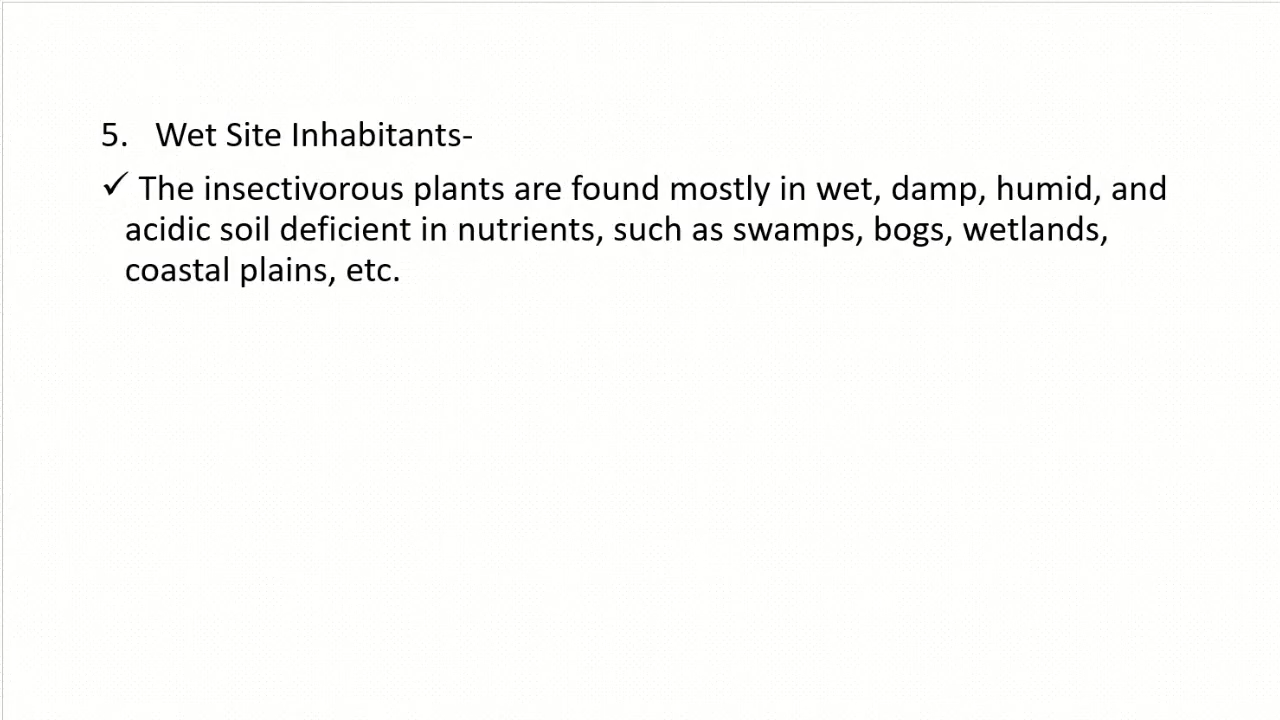 5. Wet Site Inhabitants-
✓ The insectivorous plants are found mostly in wet, damp, humid, and
acidic soil deficient in nutrients, such as swamps, bogs, wetlands,
coastal plains, etc.